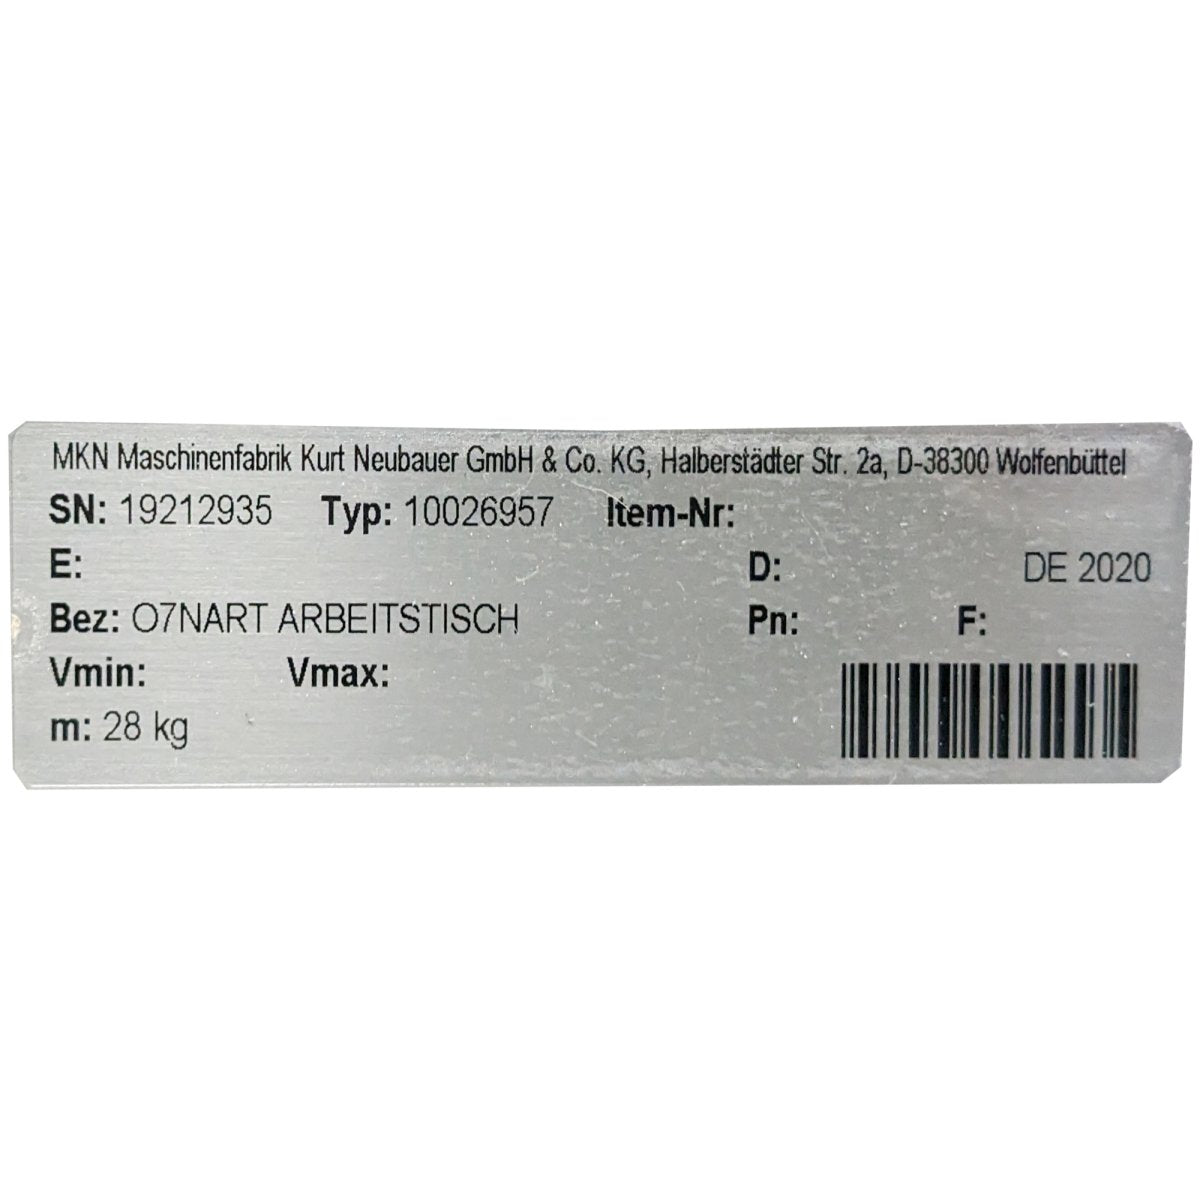 MKN Maschinenfabrik Kurt Neubauer GmbH & Co. KG, Halberstädter Str. 2a, D-38300 Wolfenbüttel
SN: 19212935 Typ: 10026957 Item-Nr:
E: D: DE 2020
Bez: O7NART ARBEITSTISCH Pn: F:
Vmin: Vmax:
m: 28 kg